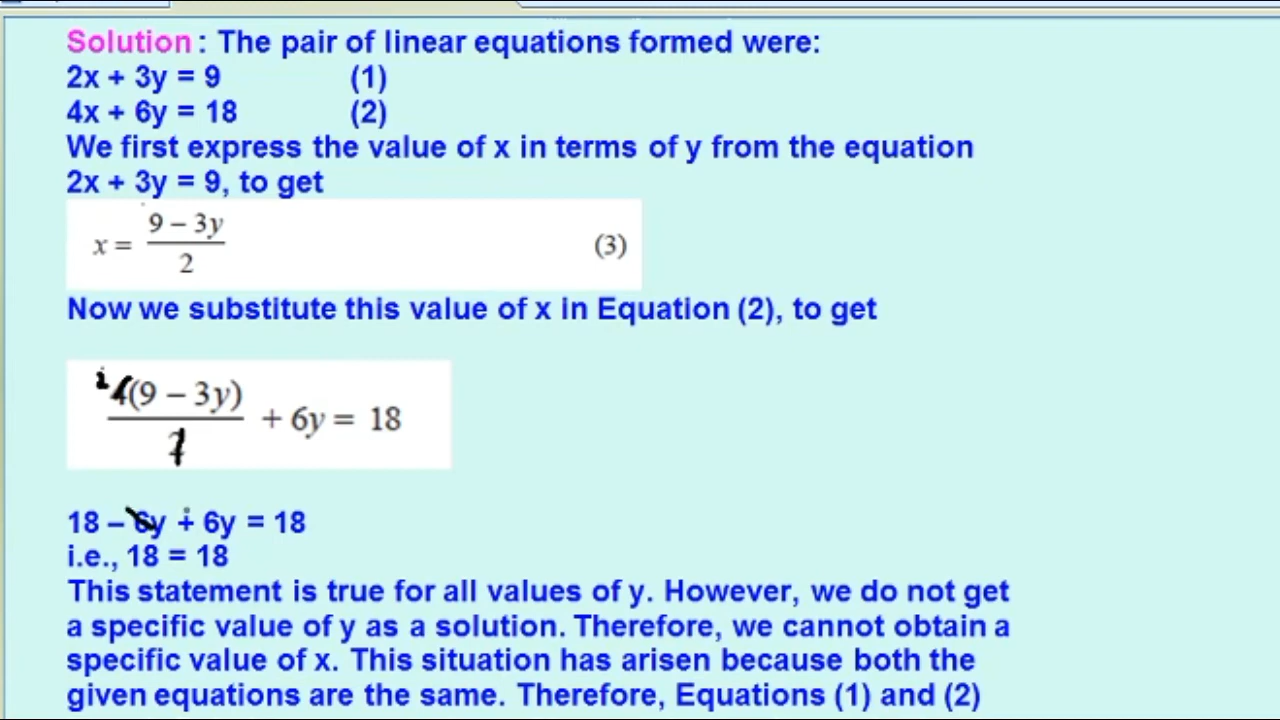 Solution : The pair of linear equations formed were:
2x + 3y = 9 (1)
4x + 6y = 18 (2)
We first express the value of x in terms of y from the equation
2x + 3y = 9, to get
x = (9 – 3y)/2 (3)
Now we substitute this value of x in Equation (2), to get
4(9 – 3y)/2 + 6y = 18
18 – 6y + 6y = 18
i.e., 18 = 18
This statement is true for all values of y. However, we do not get
a specific value of y as a solution. Therefore, we cannot obtain a
specific value of x. This situation has arisen because both the
given equations are the same. Therefore, Equations (1) and (2)